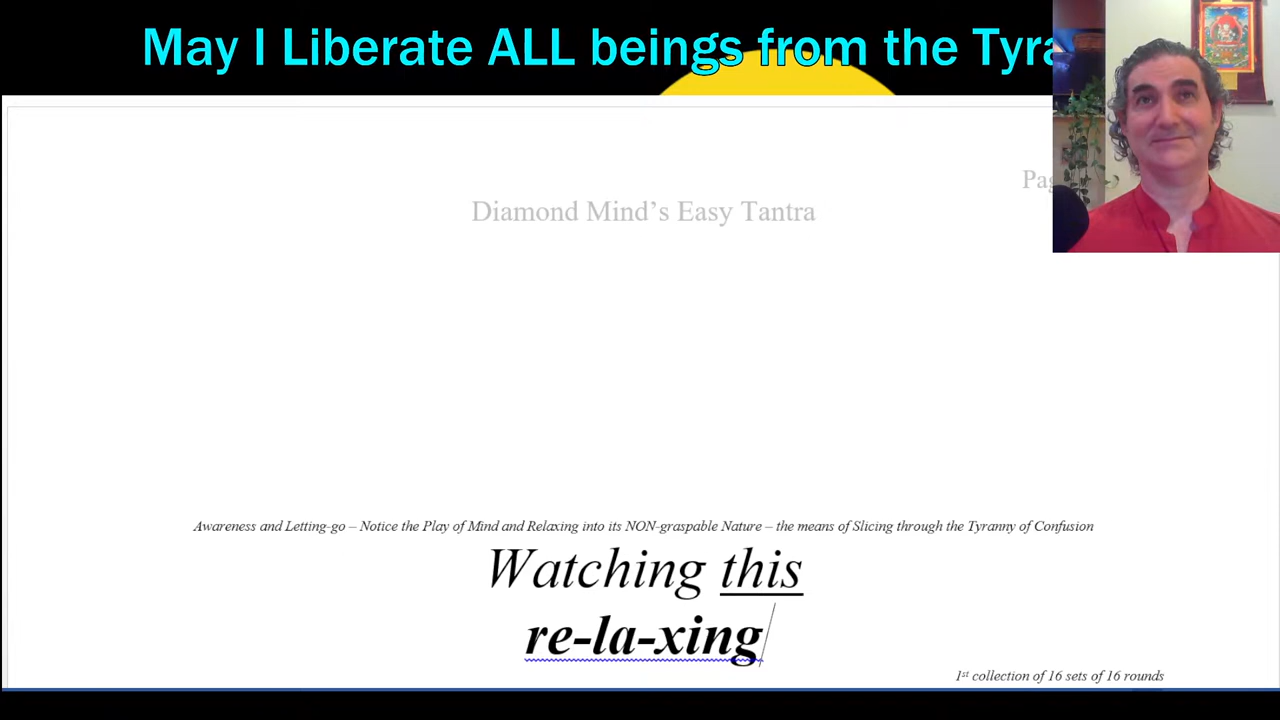 May I Liberate ALL beings from the
Diamond Mind’s Easy Tantra
Awareness and Letting-go – Notice the Play of Mind and Relaxing into its NON-graspable Nature – the means of Slicing through the Tyranny of Confusion
Watching this
re-la-xing
1st collection of 16 sets of 16 rounds